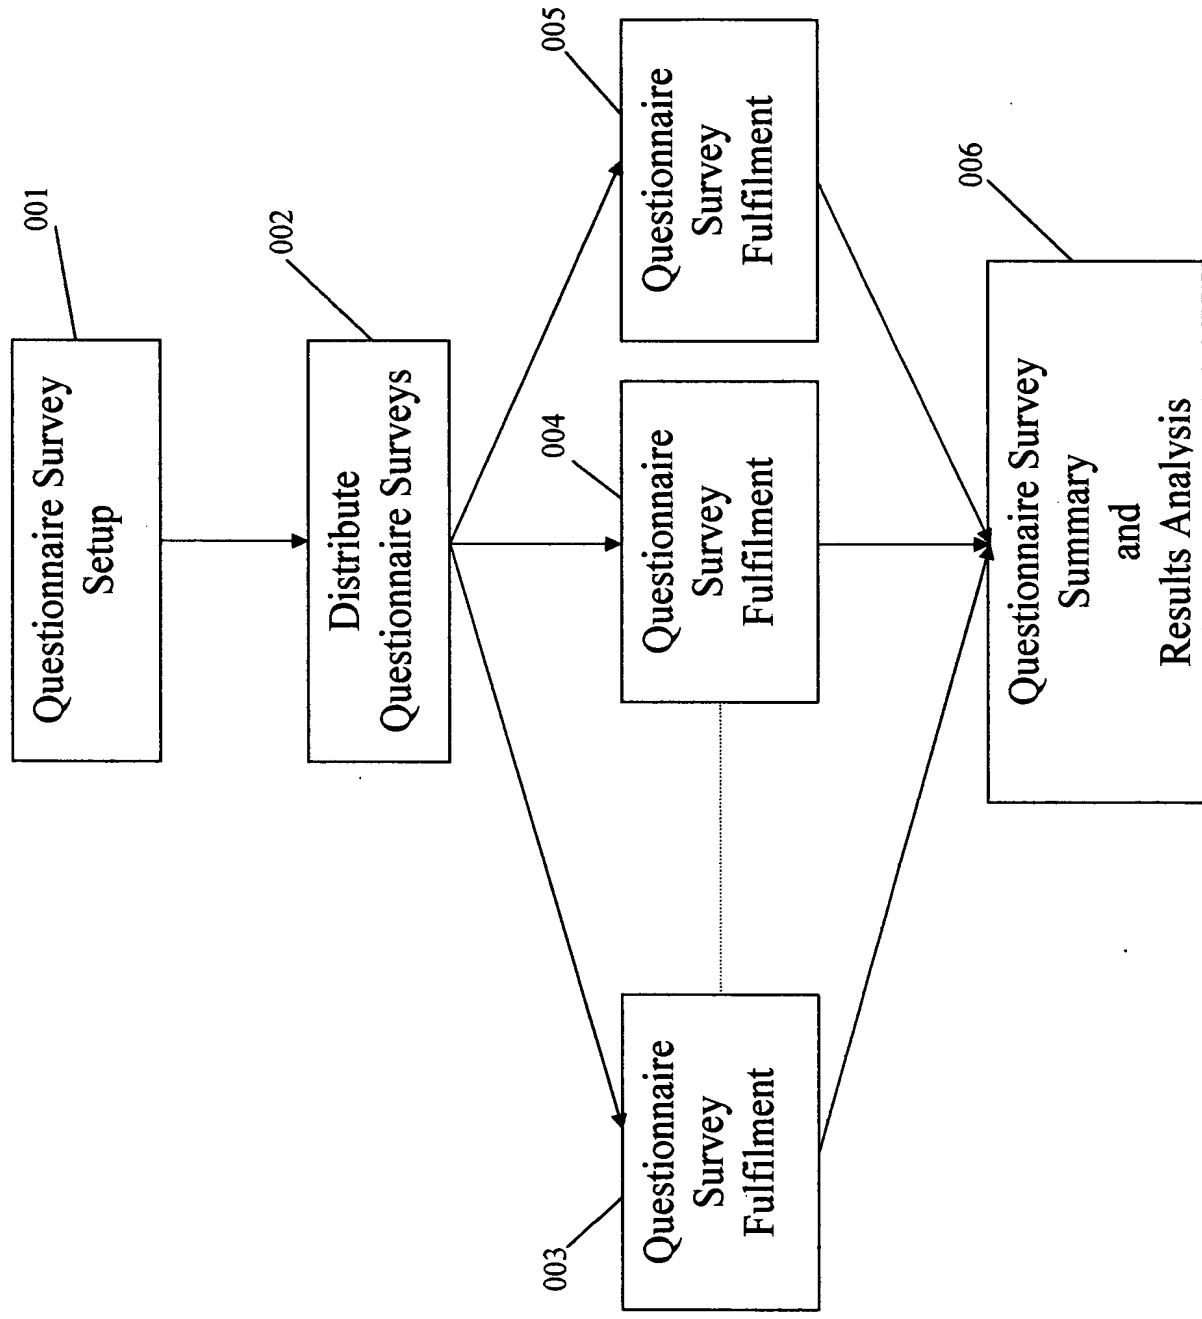 001
Questionnaire Survey
Setup
002
Distribute
Questionnaire Surveys
003
Questionnaire
Survey
Fulfilment
004
Questionnaire
Survey
Fulfilment
005
Questionnaire
Survey
Fulfilment
006
Questionnaire Survey
Summary
and
Results Analysis